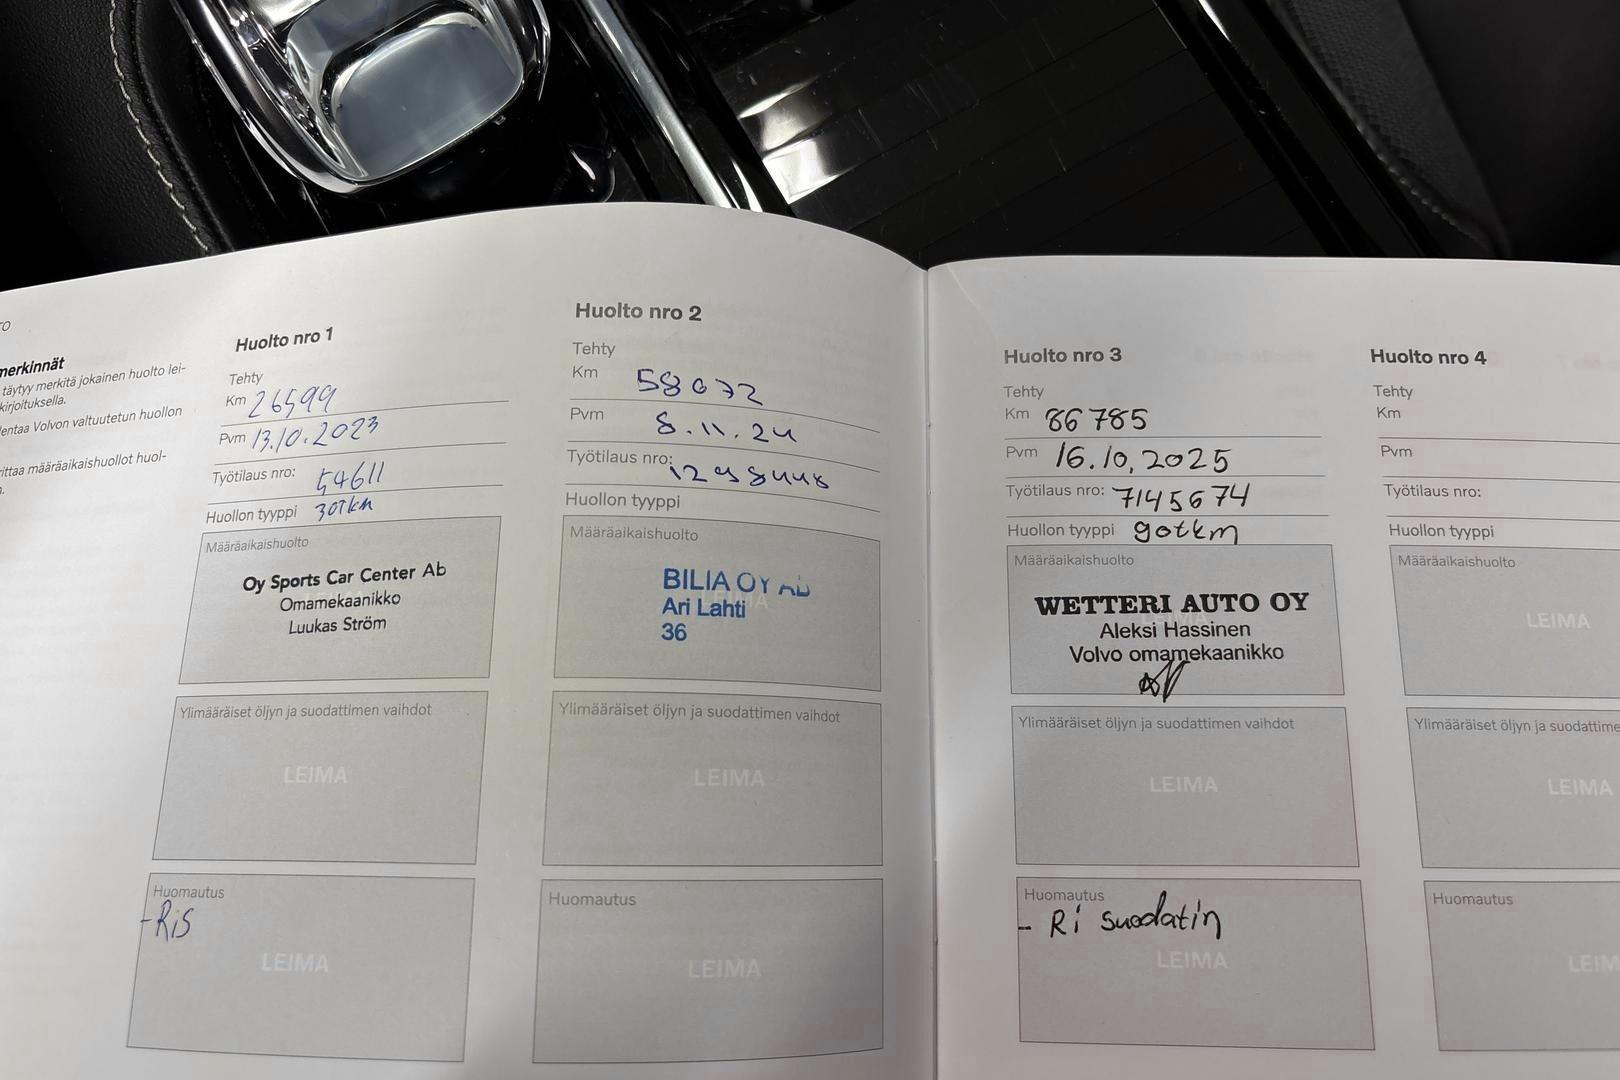 merkinnät
täytyy merkitä jokainen huolto lei-
kirjoituksella.
entaa Volvon valtuutetun huollon
rittaa määräaikaishuollot huol-
Huolto nro 1
Tehty
Km 26599
Pvm 13.10.2023
Työtilaus nro: 54611
Huollon tyyppi 30tkm
Määräaikaishuolto
Oy Sports Car Center Ab
Omamekaanikko
Luukas Ström
Ylimääräiset öljyn ja suodattimen vaihdot
LEIMA
Huomautus
-RiS
LEIMA
Huolto nro 2
Tehty
Km 58072
Pvm 8.11.24
Työtilaus nro:
Huollon tyyppi
Määräaikaishuolto
BILIA OY AB
Ari Lahti
36
Ylimääräiset öljyn ja suodattimen vaihdot
LEIMA
Huomautus
LEIMA
Huolto nro 3
Tehty
Km 86785
Pvm 16.10.2025
Työtilaus nro: 7145674
Huollon tyyppi 90tkm
Määräaikaishuolto
LEIMA
WETTERI AUTO OY
Aleksi Hassinen
Volvo omamekaanikko
Ylimääräiset öljyn ja suodattimen vaihdot
LEIMA
Huomautus
- Ri suodatin
LEIMA
Huolto nro 4
Tehty
Km
Pvm
Työtilaus nro:
Huollon tyyppi
Määräaikaishuolto
LEIMA
Ylimääräiset öljyn ja suodattime
LEIMA
Huomautus
LEIM